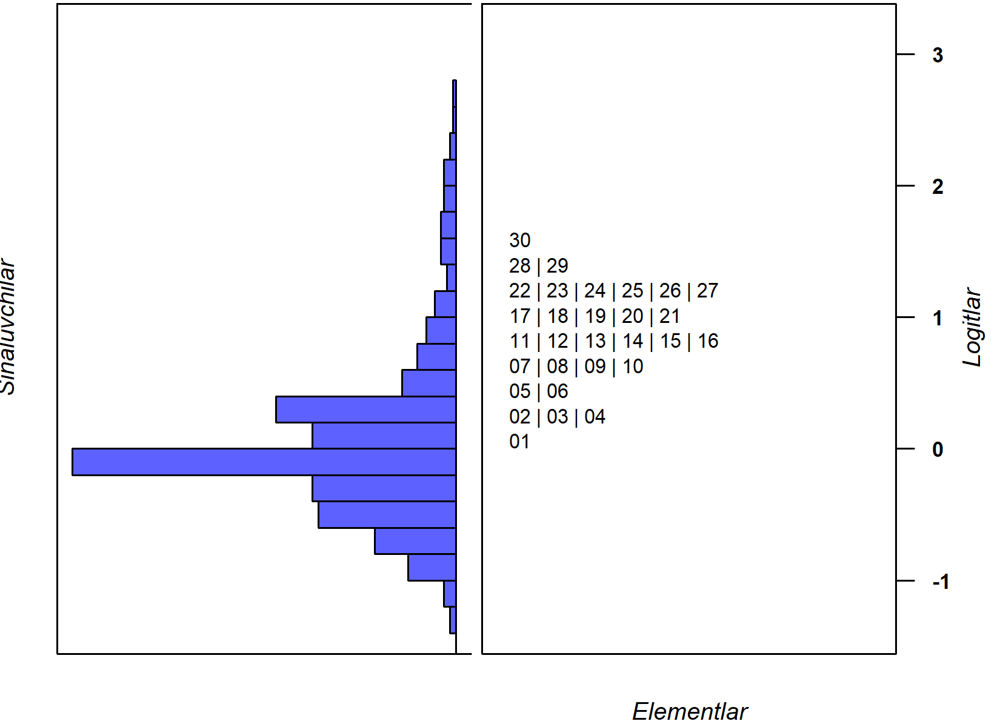 Sinaluvchilar
30
28 | 29
22 | 23 | 24 | 25 | 26 | 27
17 | 18 | 19 | 20 | 21
11 | 12 | 13 | 14 | 15 | 16
07 | 08 | 09 | 10
05 | 06
02 | 03 | 04
01
3
2
1
0
-1
Logitlar
Elementlar